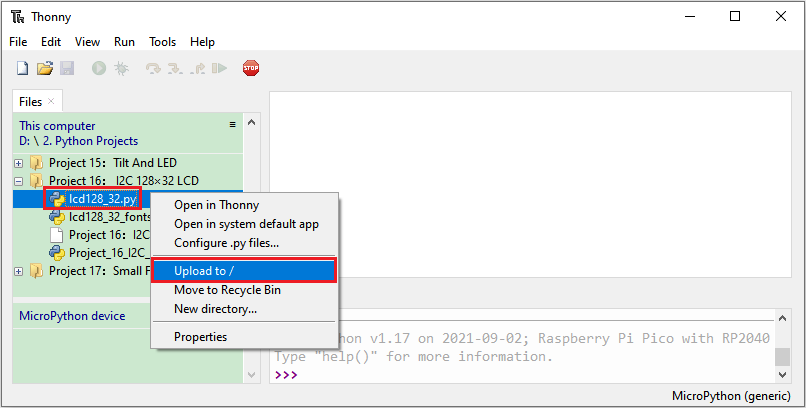 Thonny
File Edit View Run Tools Help
STOP
Files
This computer
D: \ 2. Python Projects
Project 15: Tilt And LED
Project 16: I2C 128×32 LCD
lcd128_32.py
lcd128_32_fonts
Project 16: I2C
Project_16_I2C_
Project 17: Small F
Open in Thonny
Open in system default app
Configure .py files...
Upload to /
Move to Recycle Bin
New directory...
Properties
MicroPython device
ython v1.17 on 2021-09-02; Raspberry Pi Pico with RP2040
Type "help()" for more information.
>>>
MicroPython (generic)